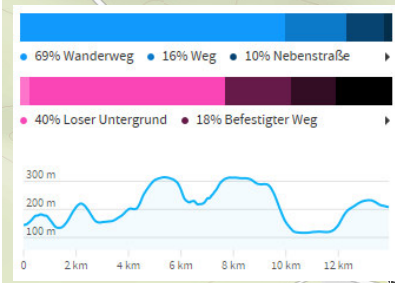 69% Wanderweg 16% Weg 10% Nebenstraße
40% Loser Untergrund 18% Befestigter Weg
300 m
200 m
100 m
0 2 km 4 km 6 km 8 km 10 km 12 km